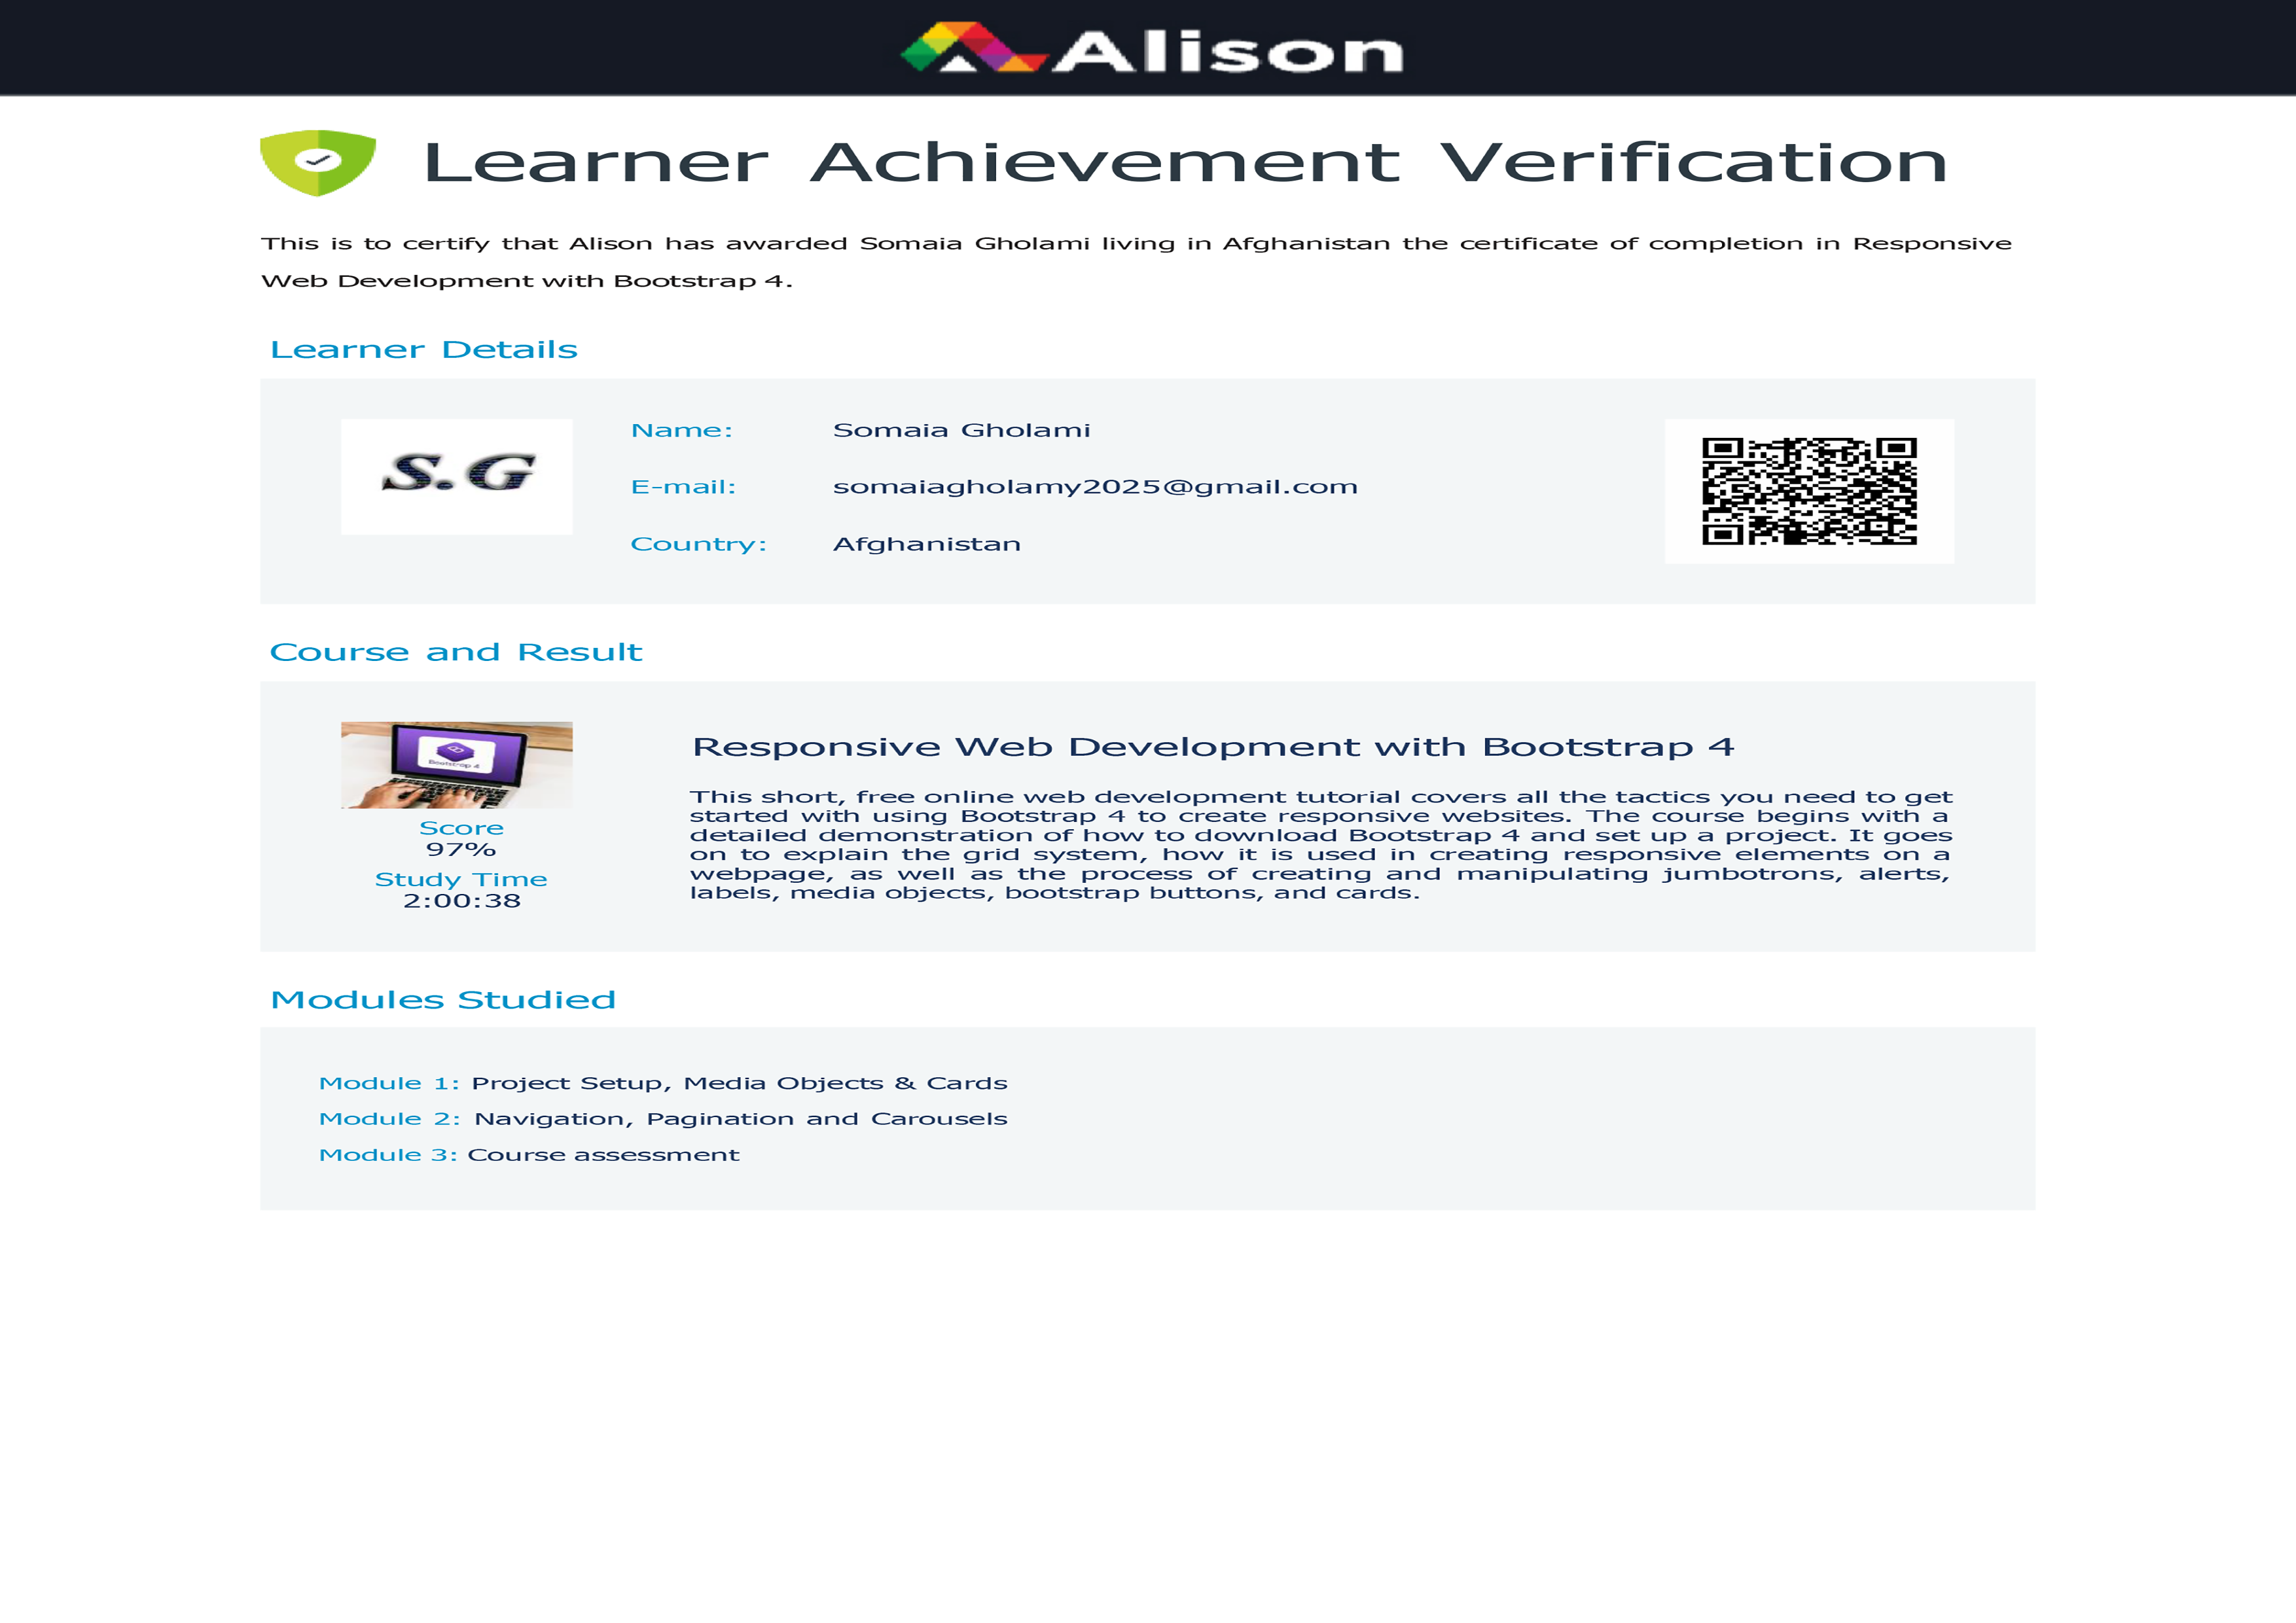 Alison
Learner Achievement Verification
This is to certify that Alison has awarded Somaia Gholami living in Afghanistan the certificate of completion in Responsive
Web Development with Bootstrap 4.
Learner Details
S.G
Name: Somaia Gholami
E-mail: somaiagholamy2025@gmail.com
Country: Afghanistan
Course and Result
Bootstrap 4
Score
97%
Study Time
2:00:38
Responsive Web Development with Bootstrap 4
This short, free online web development tutorial covers all the tactics you need to get
started with using Bootstrap 4 to create responsive websites. The course begins with a
detailed demonstration of how to download Bootstrap 4 and set up a project. It goes
on to explain the grid system, how it is used in creating responsive elements on a
webpage, as well as the process of creating and manipulating jumbotrons, alerts,
labels, media objects, bootstrap buttons, and cards.
Modules Studied
Module 1: Project Setup, Media Objects & Cards
Module 2: Navigation, Pagination and Carousels
Module 3: Course assessment